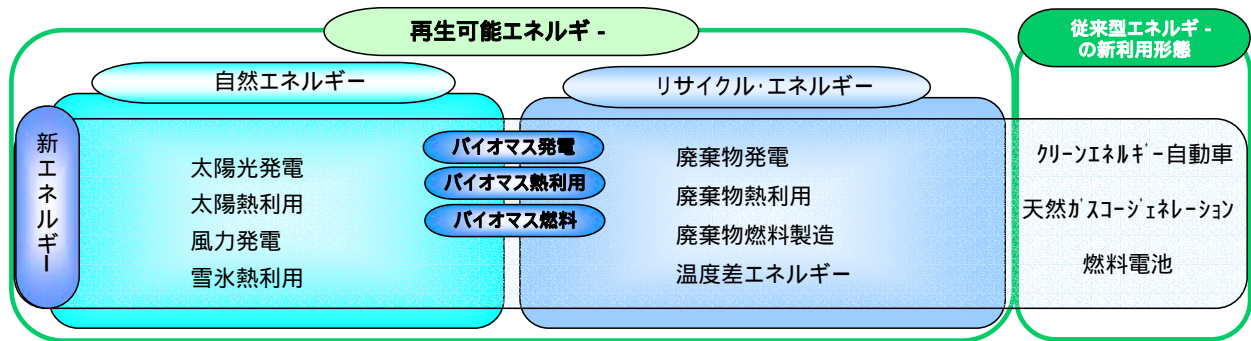 再生可能エネルギ -
従来型エネルギ -
の新利用形態
自然エネルギー
リサイクル・エネルギー
新エネルギー
太陽光発電
太陽熱利用
風力発電
雪氷熱利用
バイオマス発電
バイオマス熱利用
バイオマス燃料
廃棄物発電
廃棄物熱利用
廃棄物燃料製造
温度差エネルギー
ｸﾘｰﾝｴﾈﾙｷﾞｰ自動車
天然ｶﾞｽｺｰｼﾞｪﾈﾚｰｼｮﾝ
燃料電池